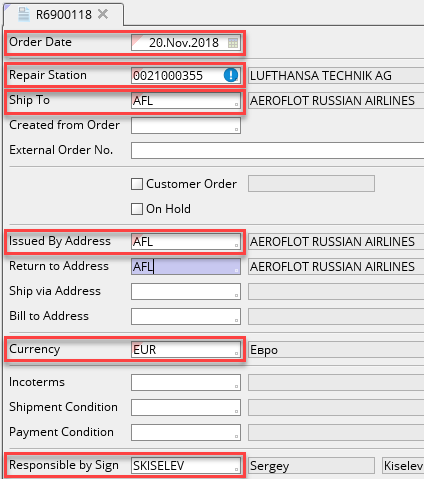 R6900118
Order Date 20.Nov.2018
Repair Station 0021000355 LUFTHANSA TECHNIK AG
Ship To AFL AEROFLOT RUSSIAN AIRLINES
Created from Order
External Order No.
Customer Order
On Hold
Issued By Address AFL AEROFLOT RUSSIAN AIRLINES
Return to Address AFL AEROFLOT RUSSIAN AIRLINES
Ship via Address
Bill to Address
Currency EUR Евро
Incoterms
Shipment Condition
Payment Condition
Responsible by Sign SKISELEV Sergey Kiselev